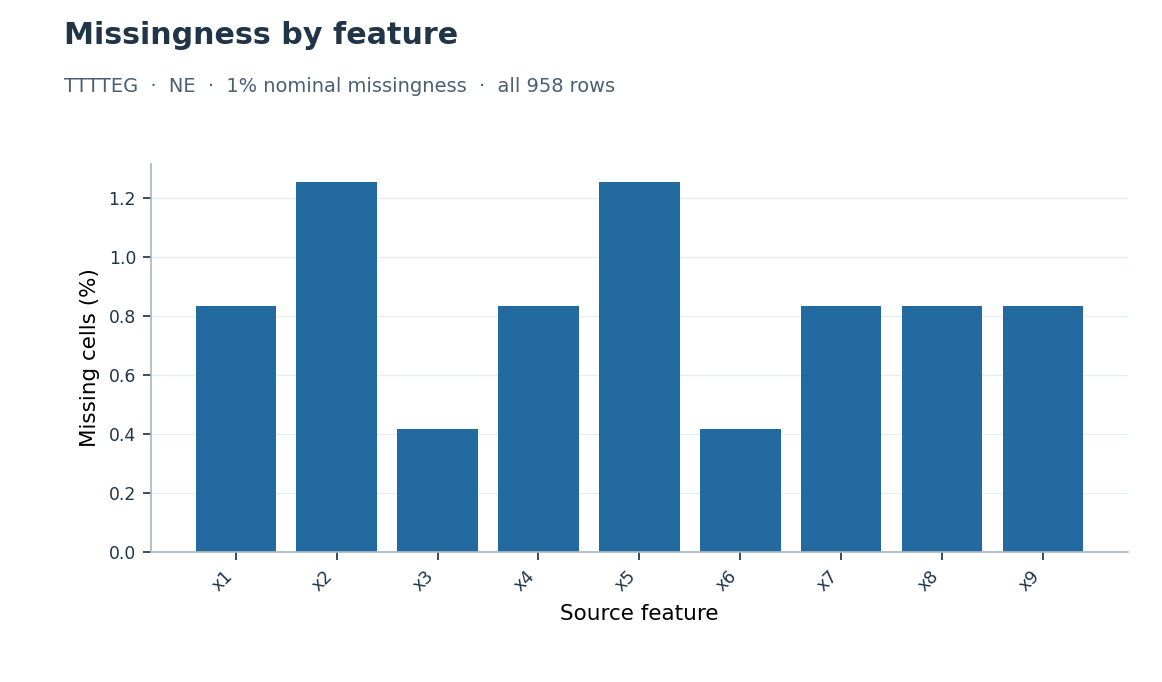 Missingness by feature
TTTTEG · NE · 1% nominal missingness · all 958 rows
1.2
1.0
0.8
0.6
0.4
0.2
0.0
Missing cells (%)
x1 x2 x3 x4 x5 x6 x7 x8 x9
Source feature